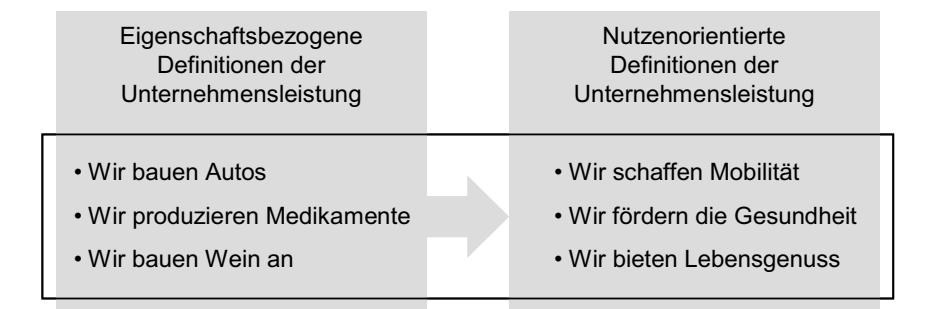 Eigenschaftsbezogene
Definitionen der
Unternehmensleistung
• Wir bauen Autos
• Wir produzieren Medikamente
• Wir bauen Wein an
Nutzenorientierte
Definitionen der
Unternehmensleistung
• Wir schaffen Mobilität
• Wir fördern die Gesundheit
• Wir bieten Lebensgenuss